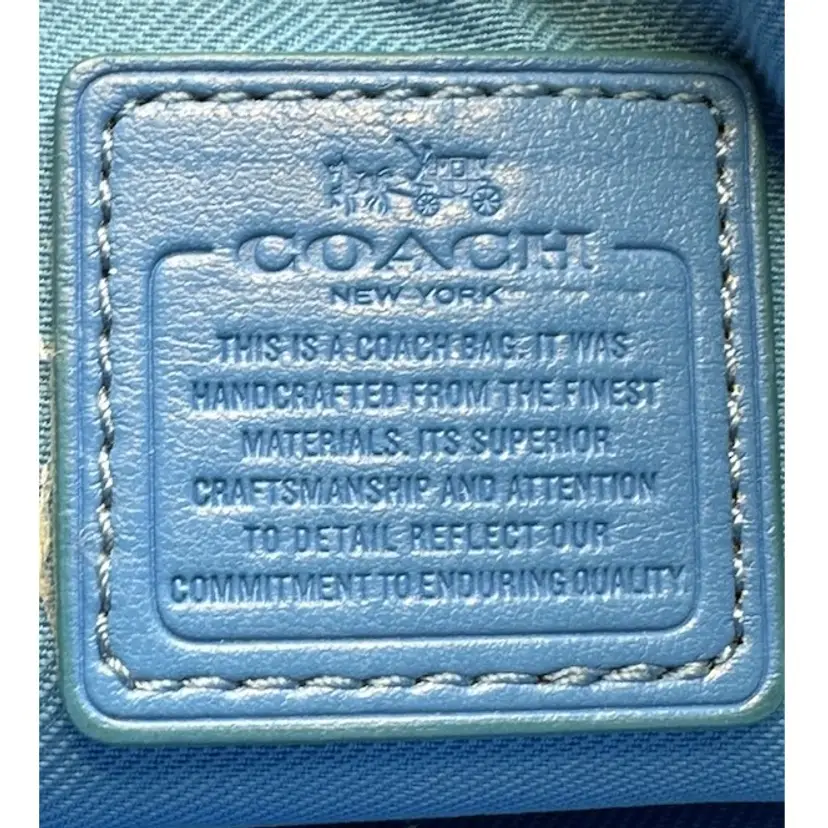 COACH
NEW YORK
THIS IS A COACH BAG. IT WAS
HANDCRAFTED FROM THE FINEST
MATERIALS. ITS SUPERIOR
CRAFTSMANSHIP AND ATTENTION
TO DETAIL REFLECT OUR
COMMITMENT TO ENDURING QUALITY.